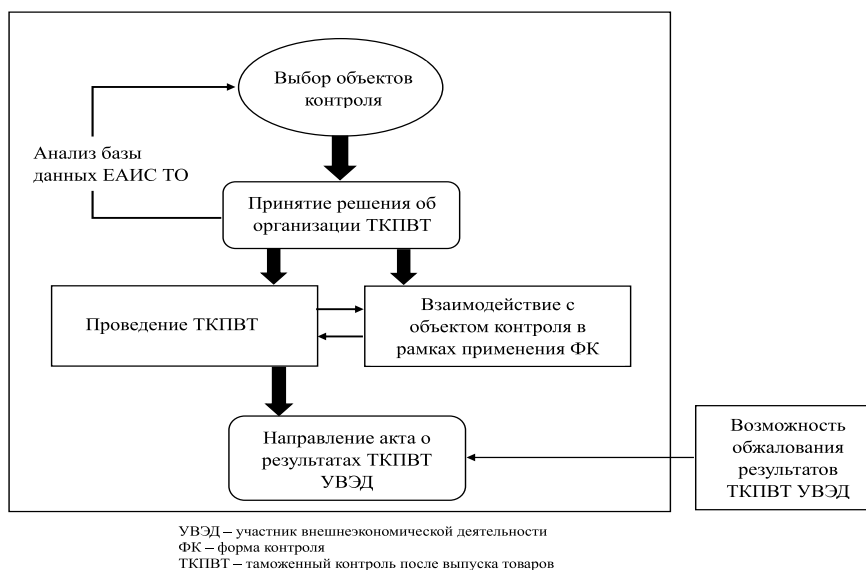 Выбор объектов
контроля
Анализ базы
данных ЕАИС ТО
Принятие решения об
организации ТКПВТ
Проведение ТКПВТ
Взаимодействие с
объектом контроля в
рамках применения ФК
Направление акта о
результатах ТКПВТ
УВЭД
Возможность
обжалования
результатов
ТКПВТ УВЭД
УВЭД – участник внешнеэкономической деятельности
ФК – форма контроля
ТКПВТ – таможенный контроль после выпуска товаров